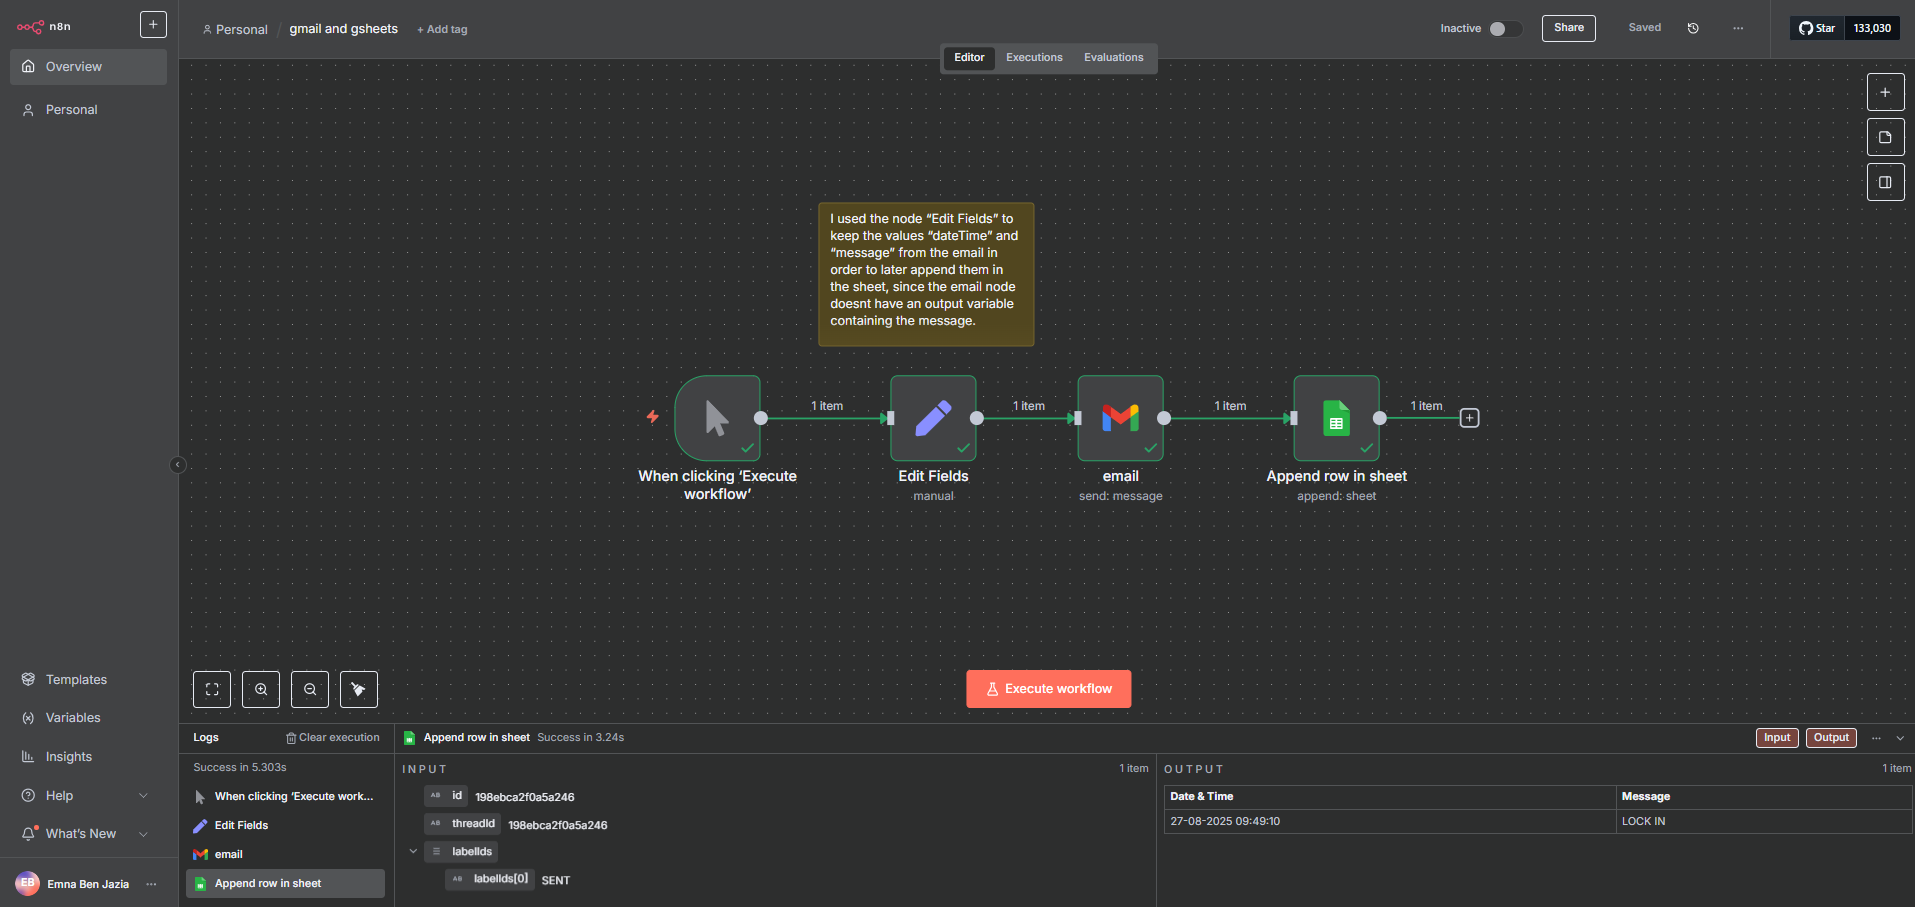 n8n
Overview
Personal
Templates
Variables
Insights
Help
What's New
EB
Emna Ben Jazia
Personal / gmail and gsheets + Add tag
Inactive
Share
Saved
Star
133,030
Editor
Executions
Evaluations
I used the node “Edit Fields” to
keep the values “dateTime” and
“message” from the email in
order to later append them in
the sheet, since the email node
doesnt have an output variable
containing the message.
1 item
1 item
1 item
1 item
When clicking ‘Execute
workflow’
Edit Fields
manual
email
send: message
Append row in sheet
append: sheet
Execute workflow
Logs
Clear execution
Success in 5.303s
When clicking ‘Execute work...
Edit Fields
email
Append row in sheet
Append row in sheet Success in 3.24s
Input
Output
INPUT
1 item
AB id 198ebca2f0a5a246
AB threadId 198ebca2f0a5a246
labelIds
AB labelIds[0] SENT
OUTPUT
1 item
Date & Time Message
27-08-2025 09:49:10 LOCK IN